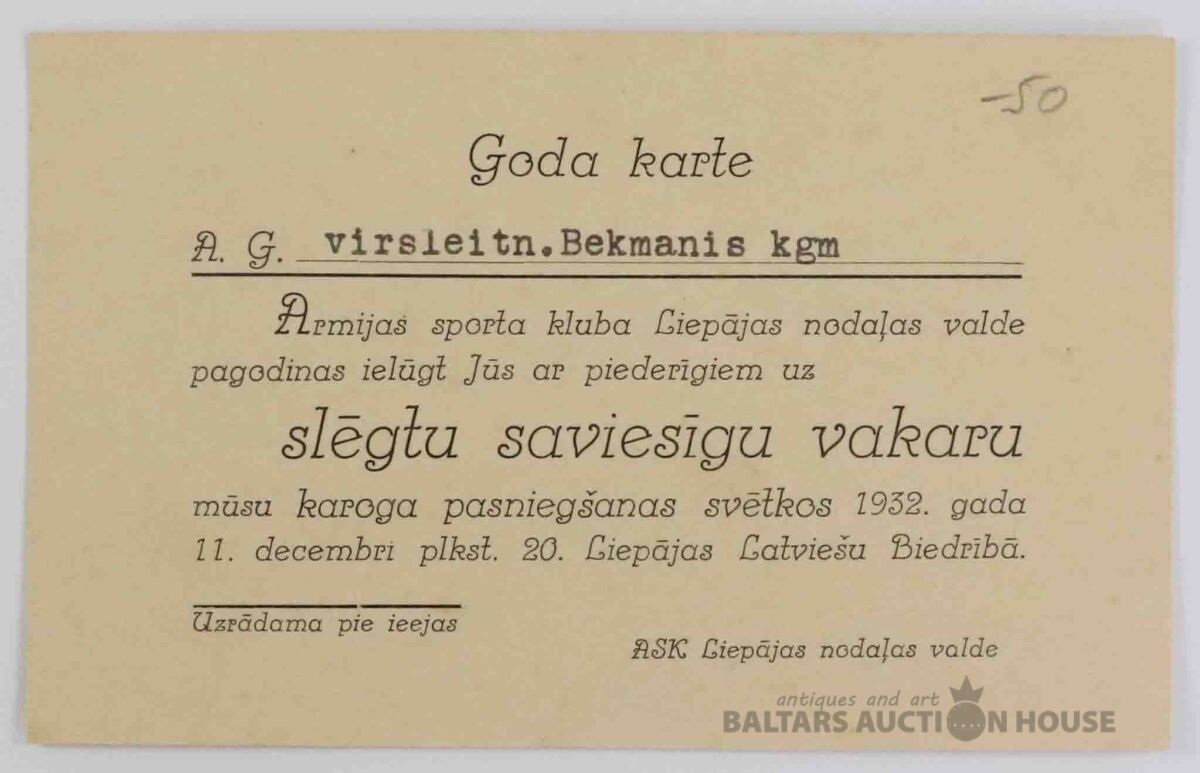 -50
Goda karte
A. G. virsleitn.Bekmanis kgm
Armijas sporta kluba Liepājas nodaļas valde
pagodinas ielūgt Jūs ar piederīgiem uz
slēgtu saviesīgu vakaru
mūsu karoga pasniegšanas svētkos 1932. gada
11. decembri plkst. 20. Liepājas Latviešu Biedrībā.
Uzrādama pie ieejas
ASK Liepājas nodaļas valde
antiques and art
BALTARS AUCTION HOUSE